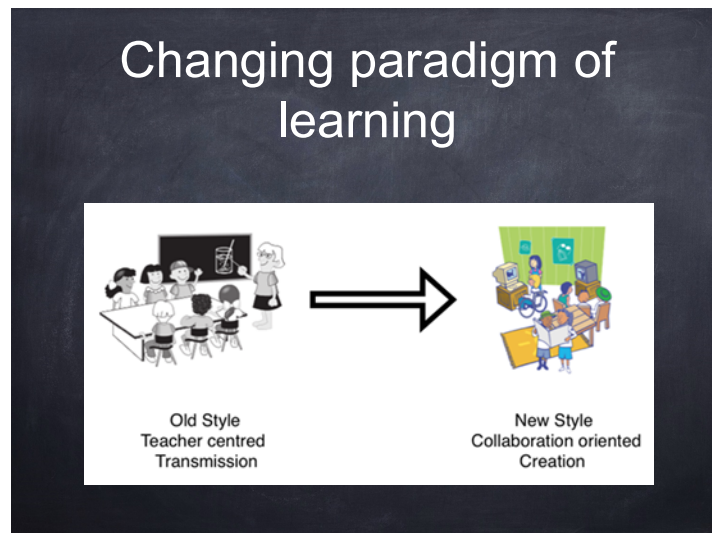 Changing paradigm of
learning
Old Style
Teacher centred
Transmission
New Style
Collaboration oriented
Creation